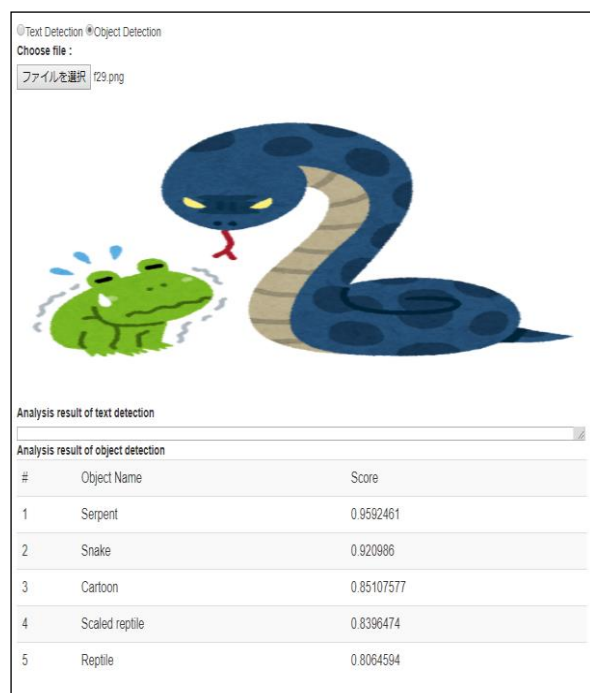 Text Detection Object Detection
Choose file :
ファイルを選択 f29.png
Analysis result of text detection
Analysis result of object detection
# Object Name Score
1 Serpent 0.9592461
2 Snake 0.920986
3 Cartoon 0.85107577
4 Scaled reptile 0.8396474
5 Reptile 0.8064594